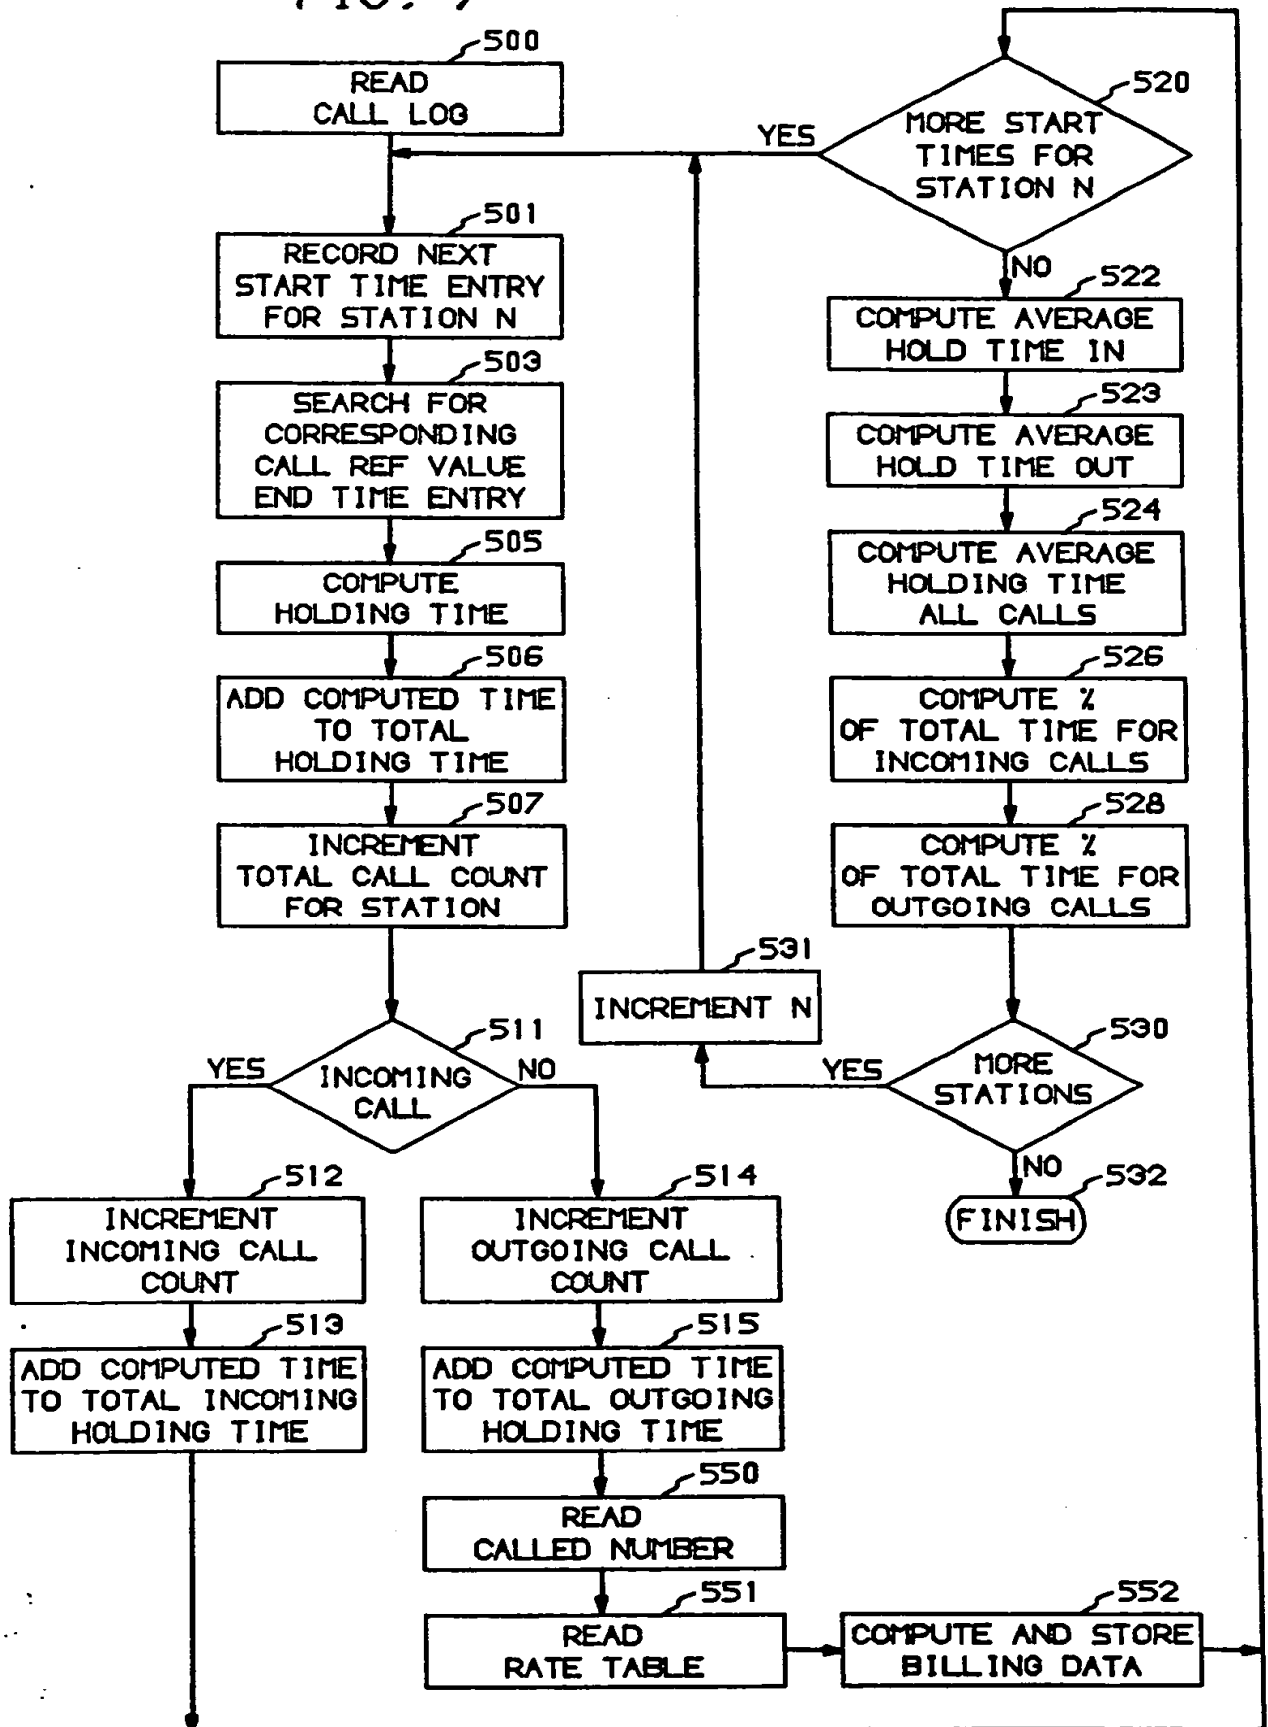 FIG. 7
500
READ
CALL LOG
501
RECORD NEXT
START TIME ENTRY
FOR STATION N
503
SEARCH FOR
CORRESPONDING
CALL REF VALUE
END TIME ENTRY
505
COMPUTE
HOLDING TIME
506
ADD COMPUTED TIME
TO TOTAL
HOLDING TIME
507
INCREMENT
TOTAL CALL COUNT
FOR STATION
511
INCOMING
CALL
YES
NO
512
INCREMENT
INCOMING CALL
COUNT
513
ADD COMPUTED TIME
TO TOTAL INCOMING
HOLDING TIME
514
INCREMENT
OUTGOING CALL
COUNT
515
ADD COMPUTED TIME
TO TOTAL OUTGOING
HOLDING TIME
550
READ
CALLED NUMBER
551
READ
RATE TABLE
552
COMPUTE AND STORE
BILLING DATA
520
MORE START
TIMES FOR
STATION N
YES
NO
522
COMPUTE AVERAGE
HOLD TIME IN
523
COMPUTE AVERAGE
HOLD TIME OUT
524
COMPUTE AVERAGE
HOLDING TIME
ALL CALLS
526
COMPUTE %
OF TOTAL TIME FOR
INCOMING CALLS
528
COMPUTE %
OF TOTAL TIME FOR
OUTGOING CALLS
530
MORE
STATIONS
YES
NO
531
INCREMENT N
532
FINISH